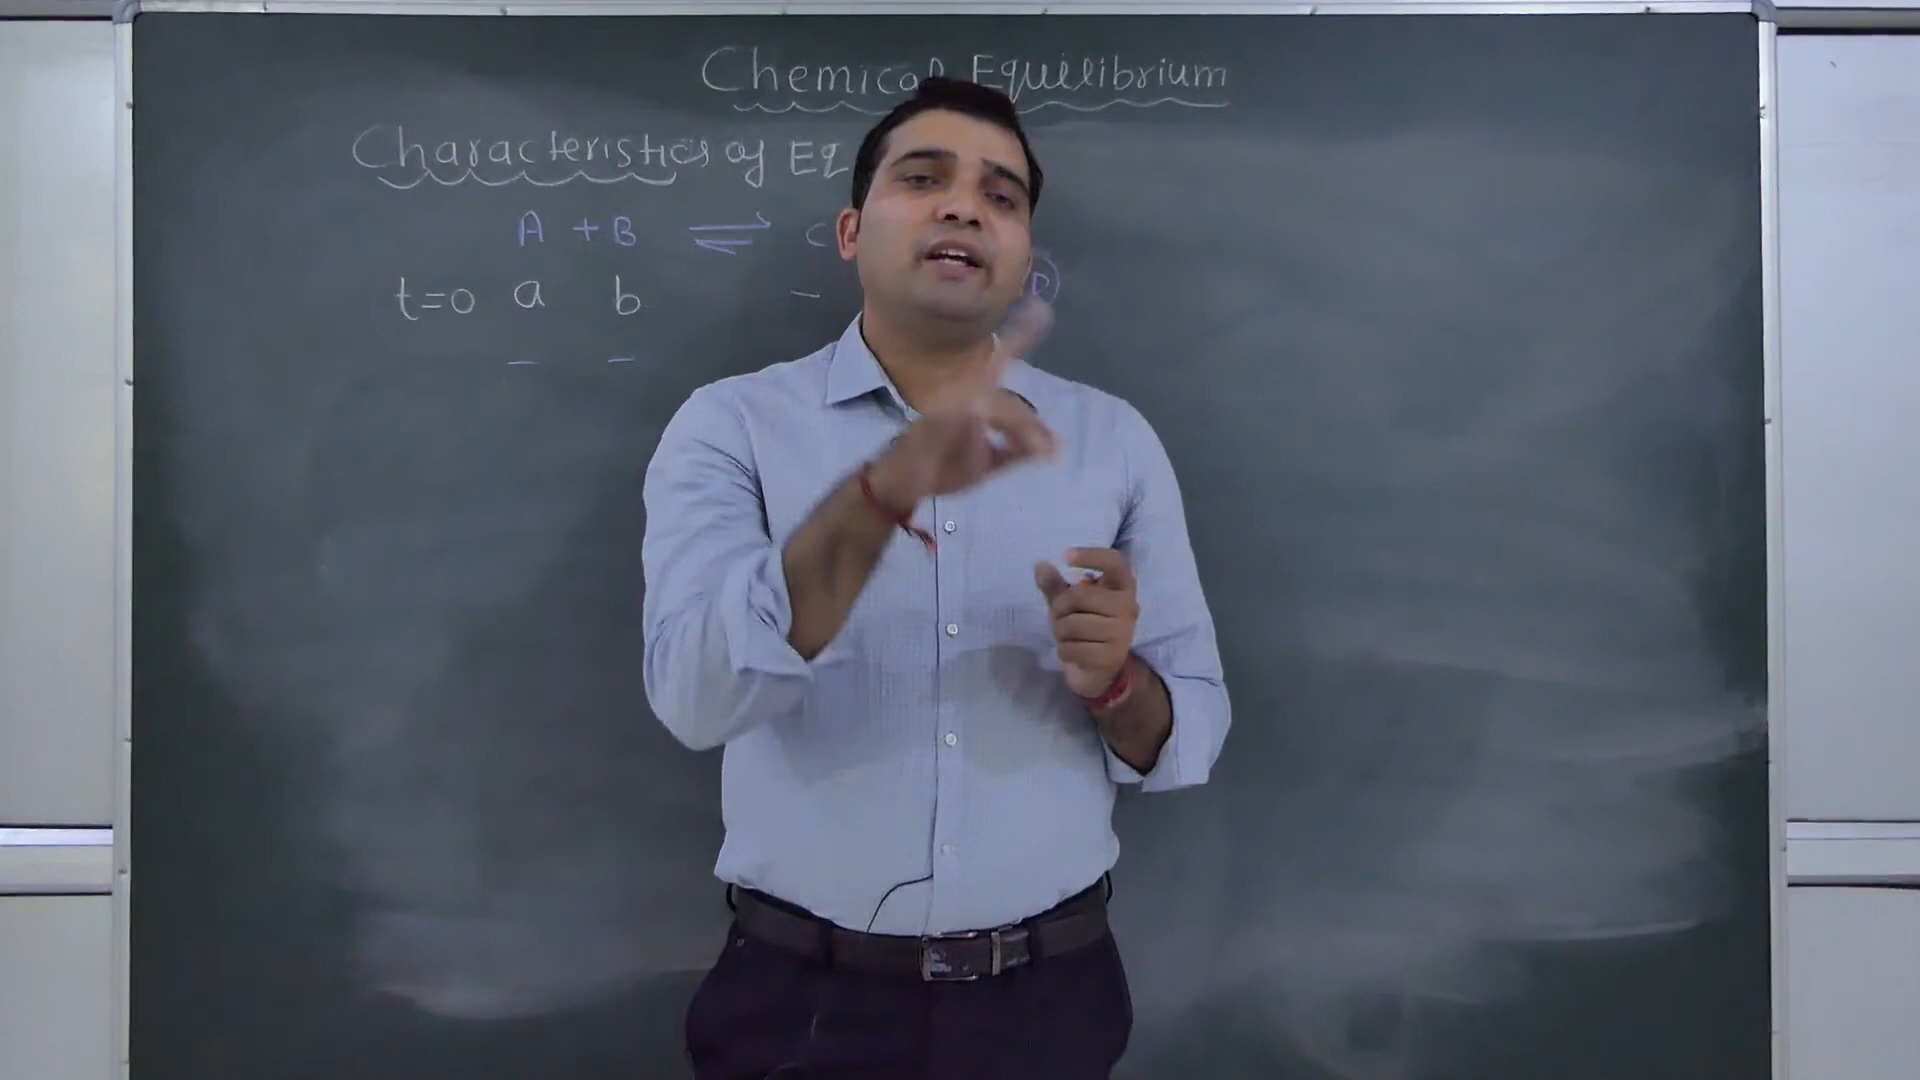 Chemical Equilibrium
Characteristics of Eq
A + B ⇌ C
t=0 a b – D
– –